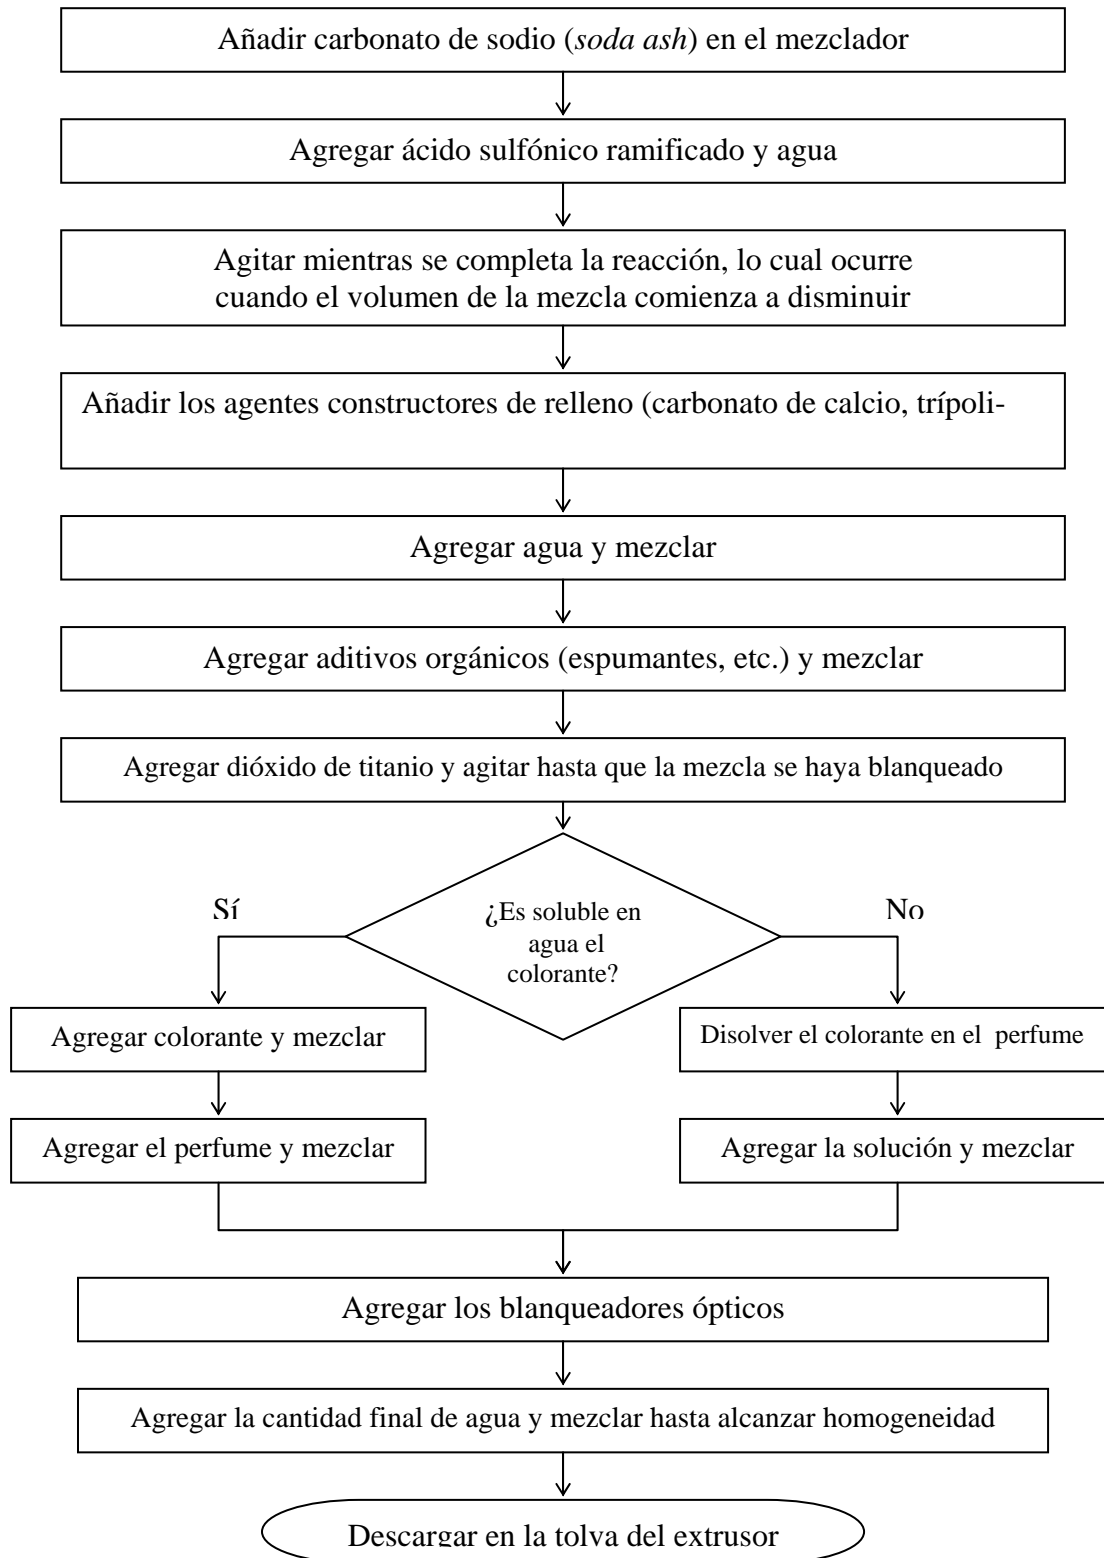 Añadir carbonato de sodio (soda ash) en el mezclador
Agregar ácido sulfónico ramificado y agua
Agitar mientras se completa la reacción, lo cual ocurre
cuando el volumen de la mezcla comienza a disminuir
Añadir los agentes constructores de relleno (carbonato de calcio, trípoli-
Agregar agua y mezclar
Agregar aditivos orgánicos (espumantes, etc.) y mezclar
Agregar dióxido de titanio y agitar hasta que la mezcla se haya blanqueado
¿Es soluble en
agua el
colorante?
Sí
No
Agregar colorante y mezclar
Disolver el colorante en el perfume
Agregar el perfume y mezclar
Agregar la solución y mezclar
Agregar los blanqueadores ópticos
Agregar la cantidad final de agua y mezclar hasta alcanzar homogeneidad
Descargar en la tolva del extrusor